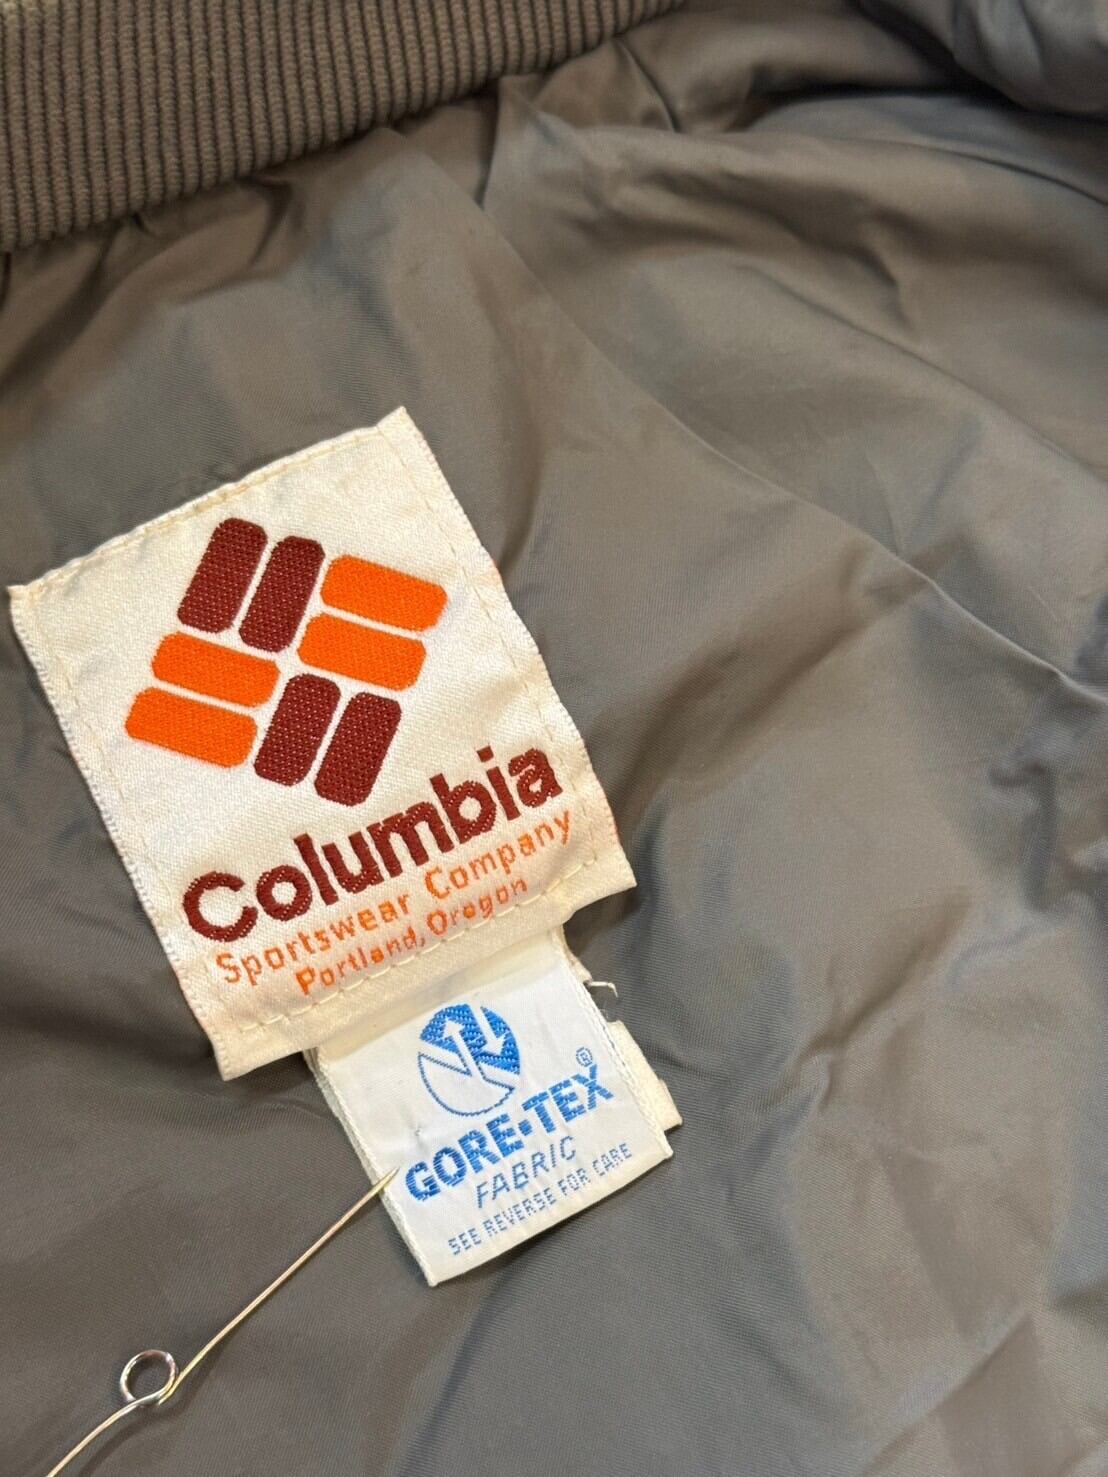 Columbia
Sportswear Company
Portland, Oregon
GORE-TEX®
FABRIC
SEE REVERSE FOR CARE